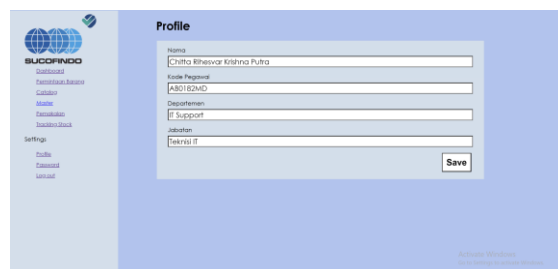 SUCOFINDO
Dashboard
Permintaan Barang
Catalog
Master
Pemakaian
Tracking Stock
Settings
Profile
Password
Log out
Profile
Nama
Chitta Rihesvar Krishna Putra
Kode Pegawai
AB01B2MD
Departemen
IT Support
Jabatan
Teknisi IT
Save
Activate Windows